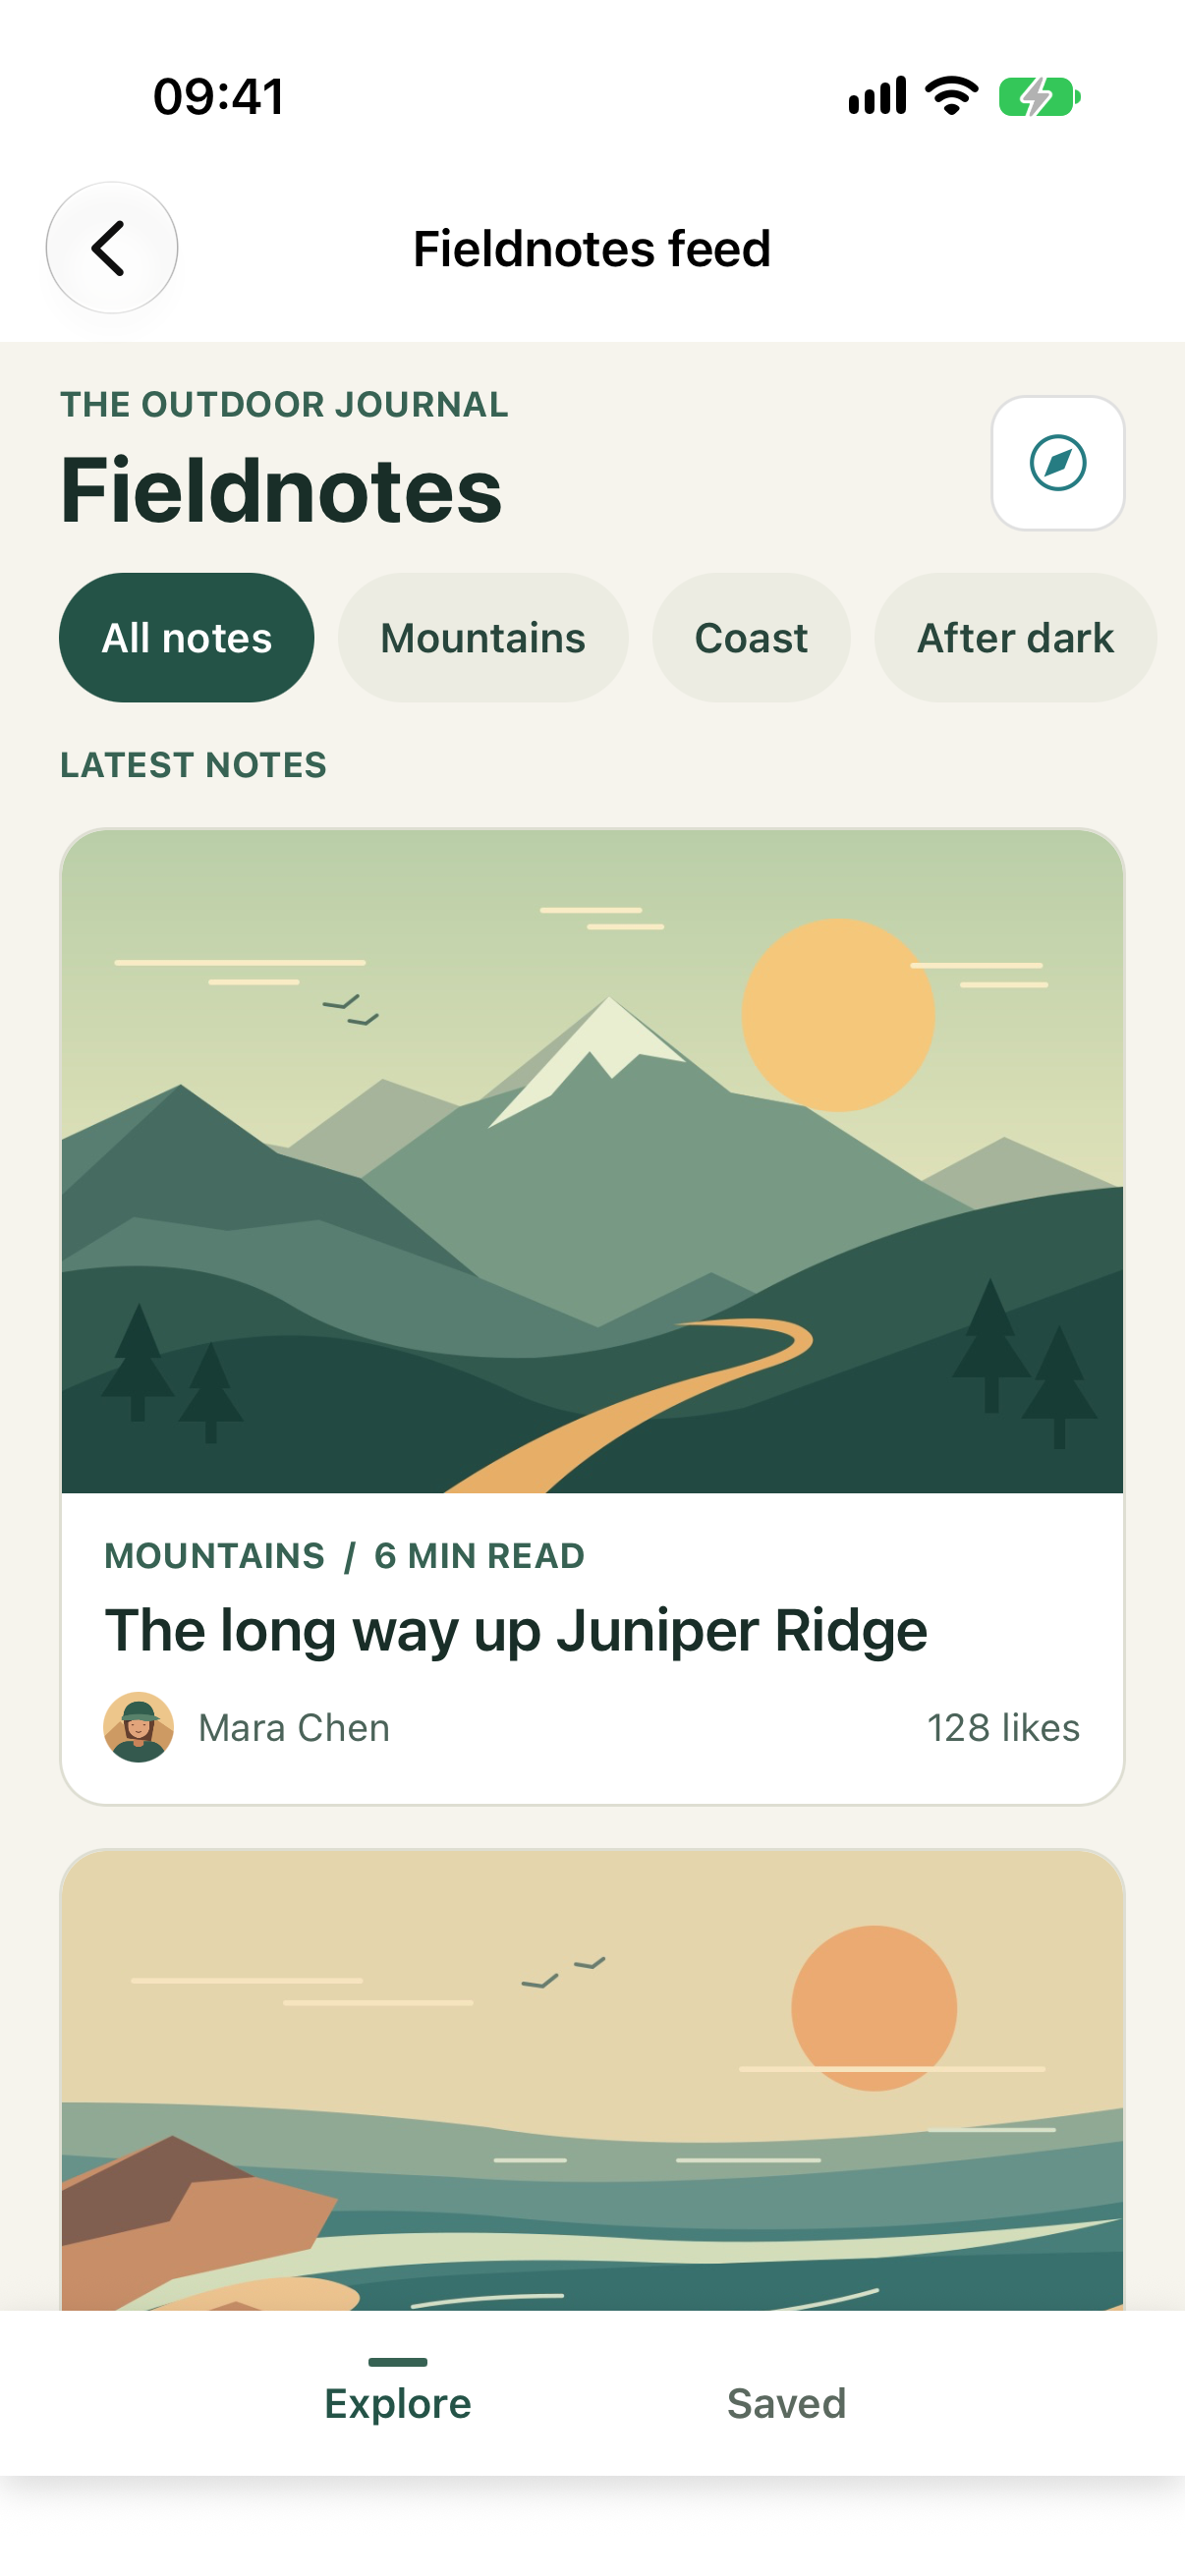 09:41
Fieldnotes feed
THE OUTDOOR JOURNAL
Fieldnotes
All notes
Mountains
Coast
After dark
LATEST NOTES
MOUNTAINS / 6 MIN READ
The long way up Juniper Ridge
Mara Chen
128 likes
Explore
Saved